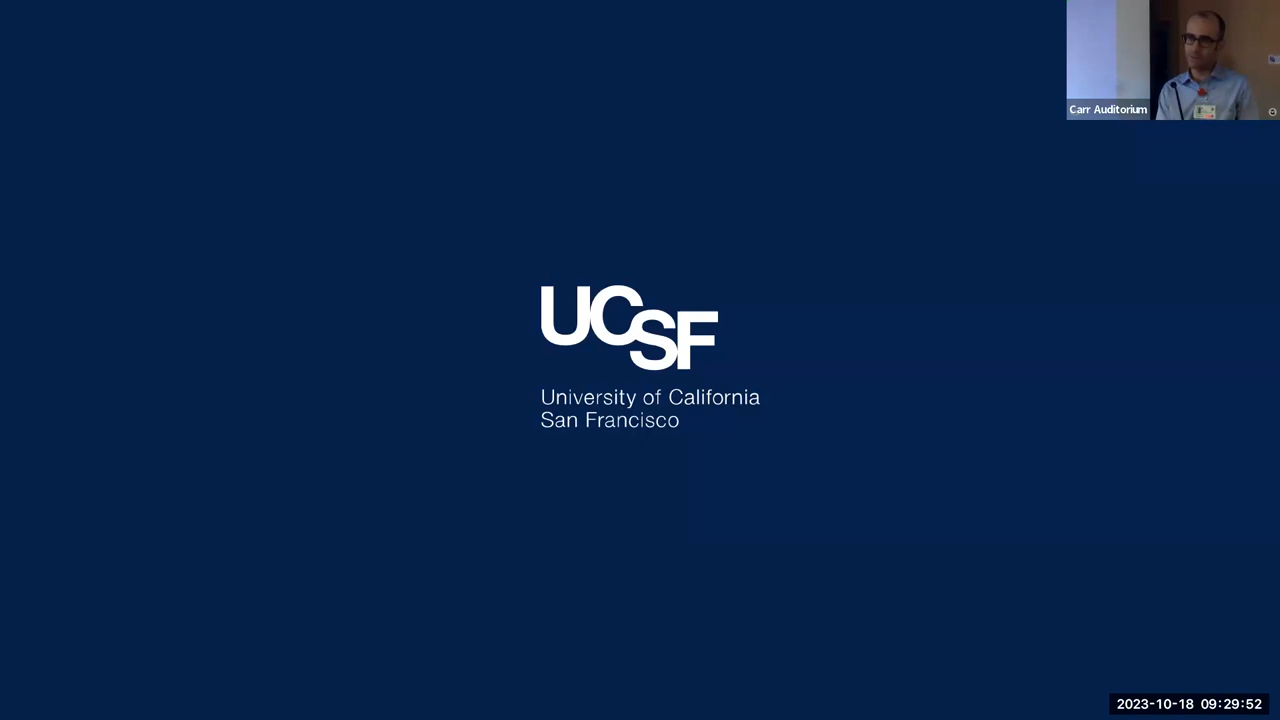 Carr Auditorium
UCSF
University of California
San Francisco
2023-10-18 09:29:52